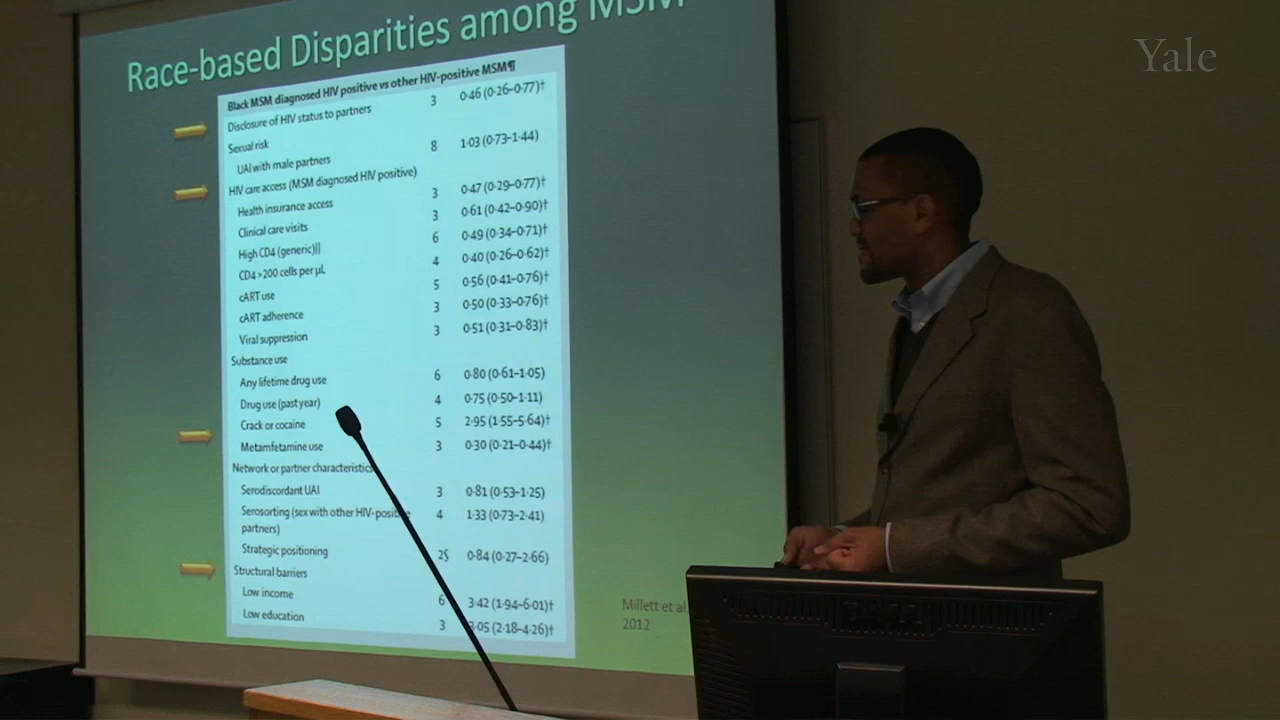 Race-based Disparities among MSM
Yale
Black MSM diagnosed HIV positive vs other HIV-positive MSM¶
Disclosure of HIV status to partners 3 0·46 (0·26–0·77)†
Sexual risk
UAI with male partners 8 1·03 (0·73–1·44)
HIV care access (MSM diagnosed HIV positive)
Health insurance access 3 0·47 (0·29–0·77)†
Clinical care visits 3 0·61 (0·42–0·90)†
High CD4 (generic)|| 6 0·49 (0·34–0·71)†
CD4 >200 cells per µL 4 0·40 (0·26–0·62)†
cART use 5 0·56 (0·41–0·76)†
cART adherence 3 0·50 (0·33–0·76)†
Viral suppression 3 0·51 (0·31–0·83)†
Substance use
Any lifetime drug use 6 0·80 (0·61–1·05)
Drug use (past year) 4 0·75 (0·50–1·11)
Crack or cocaine 5 2·95 (1·55–5·64)†
Metamfetamine use 3 0·30 (0·21–0·44)†
Network or partner characteristics
Serodiscordant UAI 3 0·81 (0·53–1·25)
Serosorting (sex with other HIV-positive 4 1·33 (0·73–2·41)
partners)
Strategic positioning 2§ 0·84 (0·27–2·66)
Structural barriers
Low income 6 3·42 (1·94–6·01)†
Low education 3 ·05 (2·18–4·26)†
Millett et al.
2012